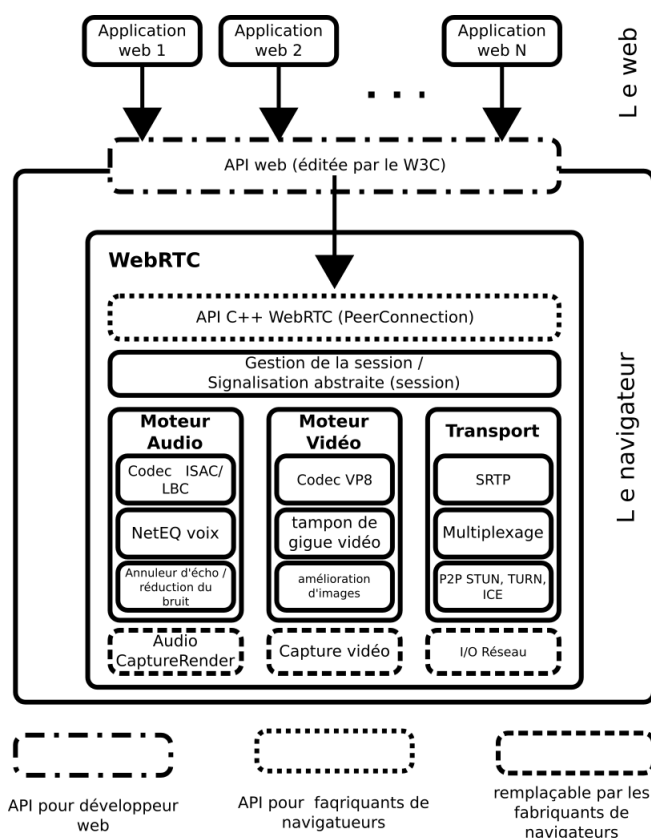 Application
web 1
Application
web 2
Application
web N
. . .
L e web
API web (éditée par le W3C)
WebRTC
API C++ WebRTC (PeerConnection)
Gestion de la session /
Signalisation abstraite (session)
L e navigateur
Moteur
Audio
Codec ISAC/
LBC
NetEQ voix
Annuleur d'écho /
réduction du
bruit
Audio
CaptureRender
Moteur
Vidéo
Codec VP8
tampon de
gigue vidéo
amélioration
d'images
Capture vidéo
Transport
SRTP
Multiplexage
P2P STUN, TURN,
ICE
I/O Réseau
API pour développeur
web
API pour faqriquants de
navigatueurs
remplaçable par les
fabriquants de
navigateurs